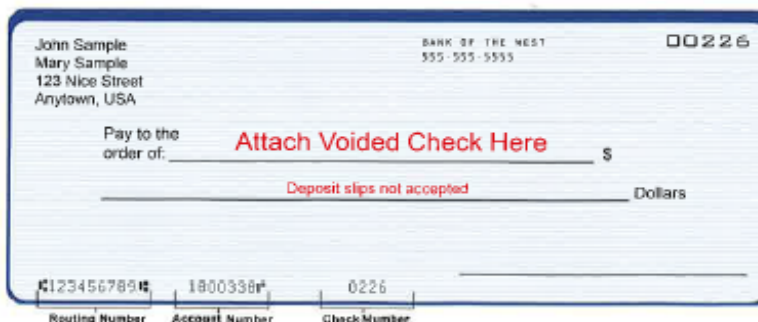 John Sample
Mary Sample
123 Nice Street
Anytown, USA
BANK OF THE WEST
555-555-5555
00226
Pay to the
order of: Attach Voided Check Here $
Deposit slips not accepted Dollars
⑆123456789⑆ 1800338⑈ 0226
Routing Number Account Number Check Number